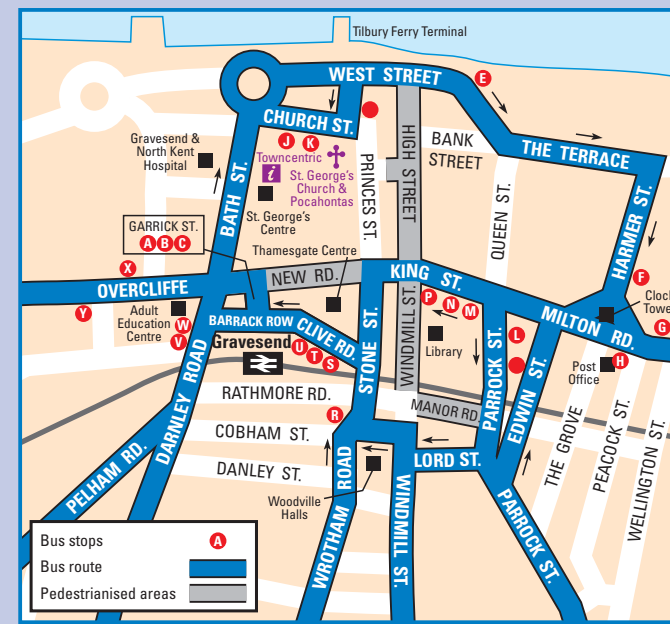 Tilbury Ferry Terminal
WEST STREET
E
CHURCH ST.
J K
Gravesend &
North Kent
Hospital
Towncentric
i
St. George's
Church &
Pocahontas
St. George's
Centre
BATH ST.
PRINCES ST.
HIGH STREET
BANK
STREET
THE TERRACE
QUEEN ST.
HARMER ST.
GARRICK ST.
A B C
Thamesgate Centre
X
OVERCLIFFE
NEW RD.
KING ST.
F
Clock
G
Y
Adult
Education
Centre
W
V
BARRACK ROW
CLIVE RD.
Gravesend
U T S
STONE ST.
WINDMILL ST.
P N M
Library
L
PARROCK ST.
MILTON RD.
EDWIN ST.
Post
Office
H
DARNLEY ROAD
RATHMORE RD.
MANOR RD.
R
COBHAM ST.
DANLEY ST.
LORD ST.
PELHAM RD.
WROTHAM ROAD
Woodville
Halls
WINDMILL ST.
PARROCK ST.
THE GROVE
PEACOCK ST.
WELLINGTON ST.
Bus stops
A
Bus route
Pedestrianised areas